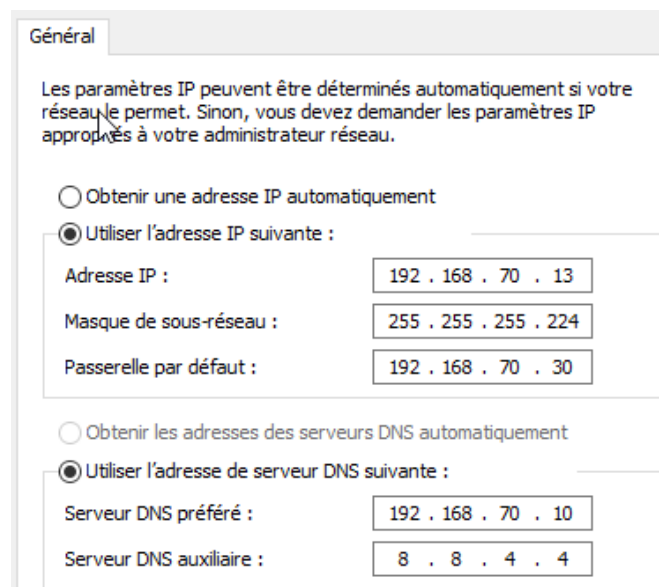 Général
Les paramètres IP peuvent être déterminés automatiquement si votre
réseau le permet. Sinon, vous devez demander les paramètres IP
appropriés à votre administrateur réseau.
Obtenir une adresse IP automatiquement
Utiliser l’adresse IP suivante :
Adresse IP : 192 . 168 . 70 . 13
Masque de sous-réseau : 255 . 255 . 255 . 224
Passerelle par défaut : 192 . 168 . 70 . 30
Obtenir les adresses des serveurs DNS automatiquement
Utiliser l’adresse de serveur DNS suivante :
Serveur DNS préféré : 192 . 168 . 70 . 10
Serveur DNS auxiliaire : 8 . 8 . 4 . 4